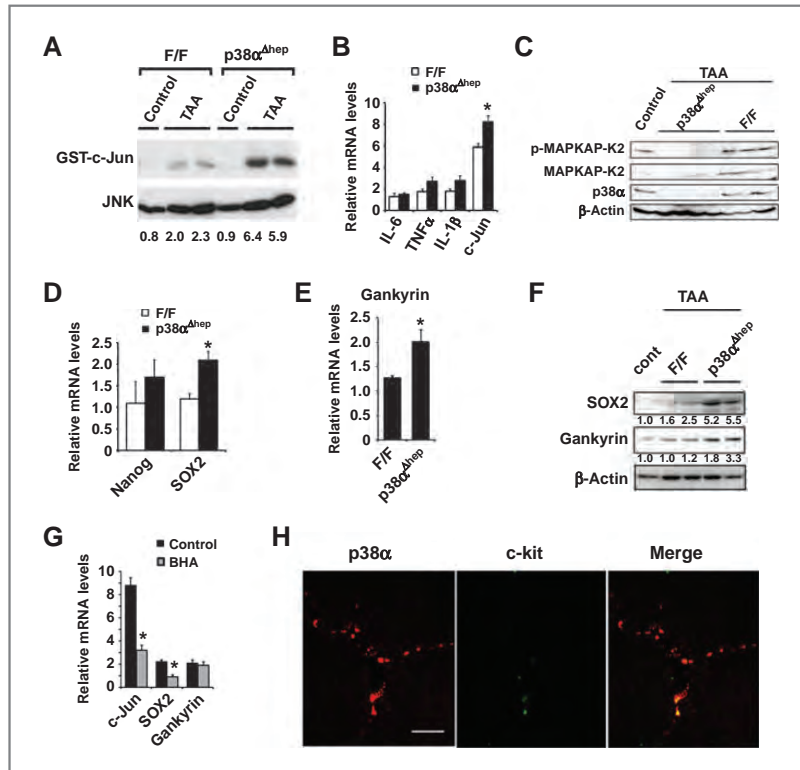 A
F/F
p38αΔhep
Control
TAA
Control
TAA
GST-c-Jun
JNK
0.8 2.0 2.3 0.9 6.4 5.9
B
F/F
p38αΔhep
Relative mRNA levels
10
8
6
4
2
0
*
IL-6
TNFα
IL-1β
c-Jun
C
TAA
Control
p38αΔhep
F/F
p-MAPKAP-K2
MAPKAP-K2
p38α
β-Actin
D
F/F
p38αΔhep
Relative mRNA levels
2.5
2.0
1.5
1.0
0.5
0
*
Nanog
SOX2
E
Gankyrin
Relative mRNA levels
2.5
2.0
1.5
1.0
0.5
0
*
F/F
p38αΔhep
F
TAA
cont
F/F
p38αΔhep
SOX2
1.0 1.6 2.5 5.2 5.5
Gankyrin
1.0 1.0 1.2 1.8 3.3
β-Actin
G
Control
BHA
Relative mRNA levels
10
8
6
4
2
0
*
*
c-Jun
SOX2
Gankyrin
H
p38α
c-kit
Merge